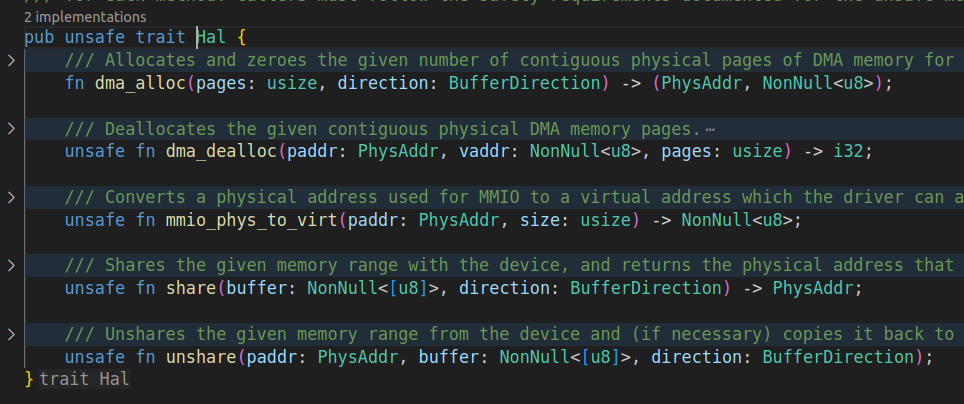 2 implementations
pub unsafe trait Hal {
/// Allocates and zeroes the given number of contiguous physical pages of DMA memory for
fn dma_alloc(pages: usize, direction: BufferDirection) -> (PhysAddr, NonNull<u8>);
/// Deallocates the given contiguous physical DMA memory pages. …
unsafe fn dma_dealloc(paddr: PhysAddr, vaddr: NonNull<u8>, pages: usize) -> i32;
/// Converts a physical address used for MMIO to a virtual address which the driver can a
unsafe fn mmio_phys_to_virt(paddr: PhysAddr, size: usize) -> NonNull<u8>;
/// Shares the given memory range with the device, and returns the physical address that
unsafe fn share(buffer: NonNull<[u8]>, direction: BufferDirection) -> PhysAddr;
/// Unshares the given memory range from the device and (if necessary) copies it back to
unsafe fn unshare(paddr: PhysAddr, buffer: NonNull<[u8]>, direction: BufferDirection);
} trait Hal